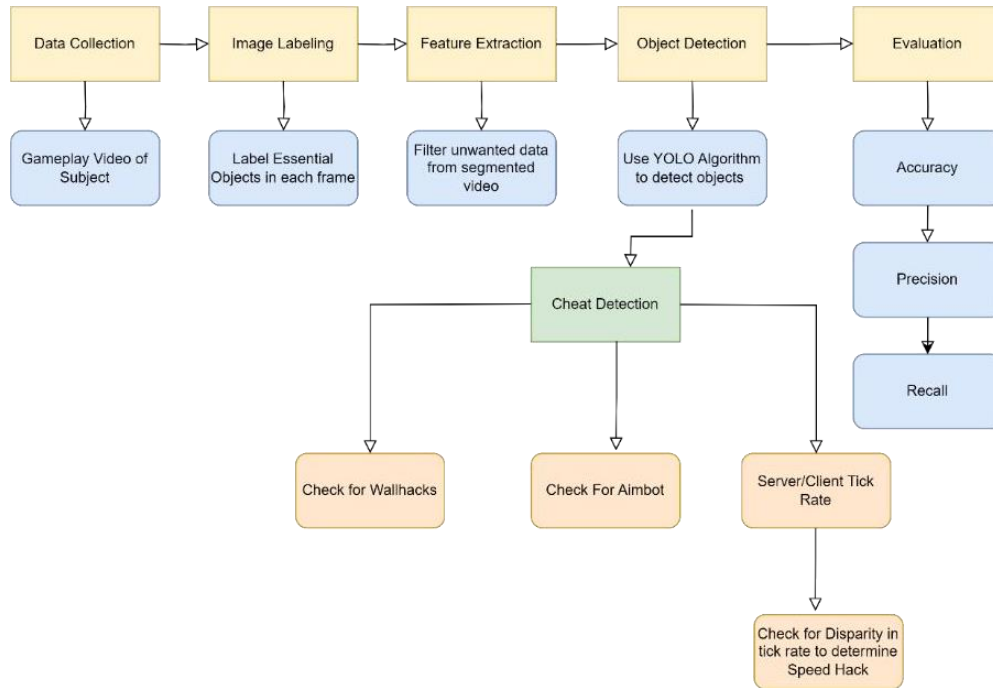 Data Collection
Image Labeling
Feature Extraction
Object Detection
Evaluation
Gameplay Video of
Subject
Label Essential
Objects in each frame
Filter unwanted data
from segmented
video
Use YOLO Algorithm
to detect objects
Accuracy
Cheat Detection
Precision
Recall
Check for Wallhacks
Check For Aimbot
Server/Client Tick
Rate
Check for Disparity in
tick rate to determine
Speed Hack